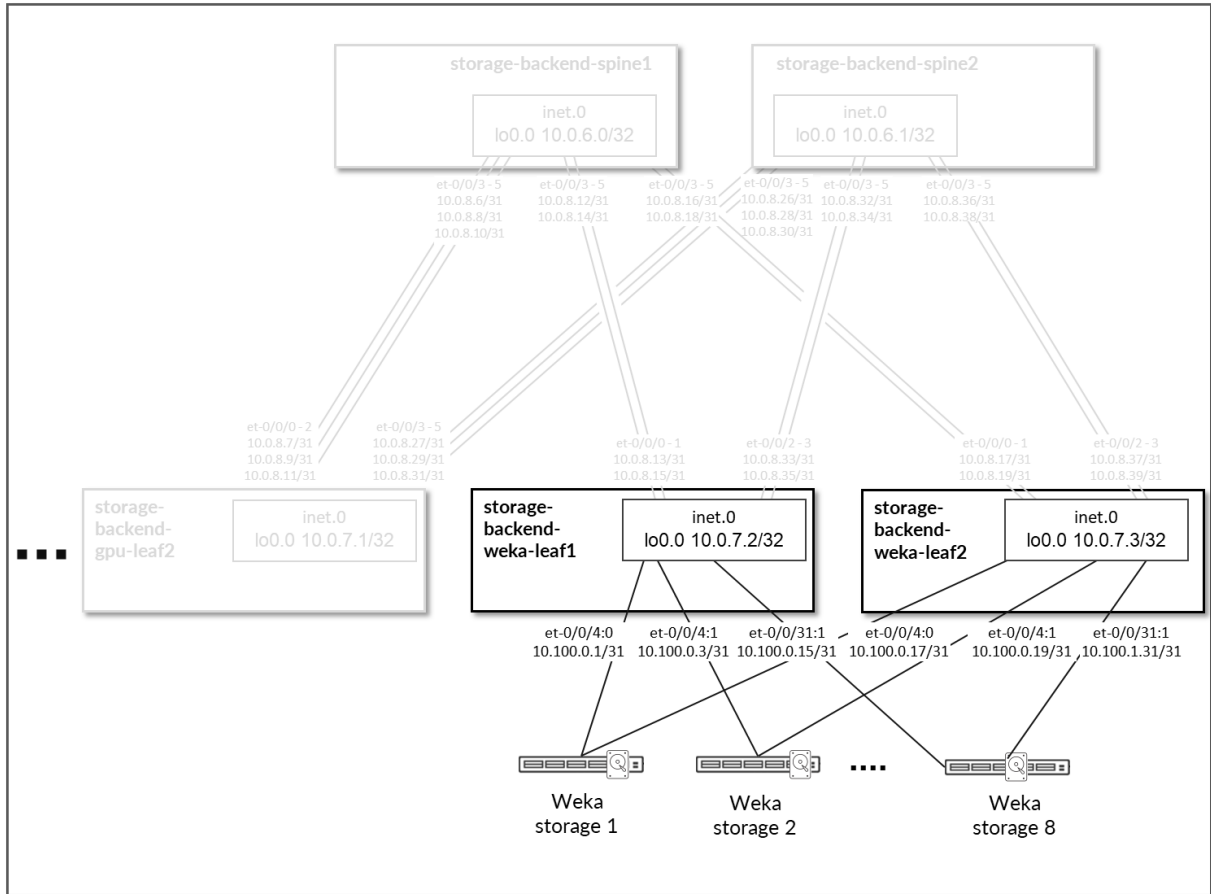 storage-backend-spine1
inet.0
lo0.0 10.0.6.0/32
storage-backend-spine2
inet.0
lo0.0 10.0.6.1/32
et-0/0/3 - 5
10.0.8.6/31
10.0.8.8/31
10.0.8.10/31
et-0/0/3 - 5
10.0.8.12/31
10.0.8.14/31
et-0/0/3 - 5
10.0.8.16/31
10.0.8.18/31
et-0/0/3 - 5
10.0.8.26/31
10.0.8.28/31
10.0.8.30/31
et-0/0/3 - 5
10.0.8.32/31
10.0.8.34/31
et-0/0/3 - 5
10.0.8.36/31
10.0.8.38/31
et-0/0/0 - 2
10.0.8.7/31
10.0.8.9/31
10.0.8.11/31
et-0/0/3 - 5
10.0.8.27/31
10.0.8.29/31
10.0.8.31/31
et-0/0/0 - 1
10.0.8.13/31
10.0.8.15/31
et-0/0/2 - 3
10.0.8.33/31
10.0.8.35/31
et-0/0/0 - 1
10.0.8.17/31
10.0.8.19/31
et-0/0/2 - 3
10.0.8.37/31
10.0.8.39/31
storage-
backend-
gpu-leaf2
inet.0
lo0.0 10.0.7.1/32
storage-
backend-
weka-leaf1
inet.0
lo0.0 10.0.7.2/32
storage-
backend-
weka-leaf2
inet.0
lo0.0 10.0.7.3/32
et-0/0/4:0
10.100.0.1/31
et-0/0/4:1
10.100.0.3/31
et-0/0/31:1
10.100.0.15/31
et-0/0/4:0
10.100.0.17/31
et-0/0/4:1
10.100.0.19/31
et-0/0/31:1
10.100.1.31/31
Weka
storage 1
Weka
storage 2
Weka
storage 8